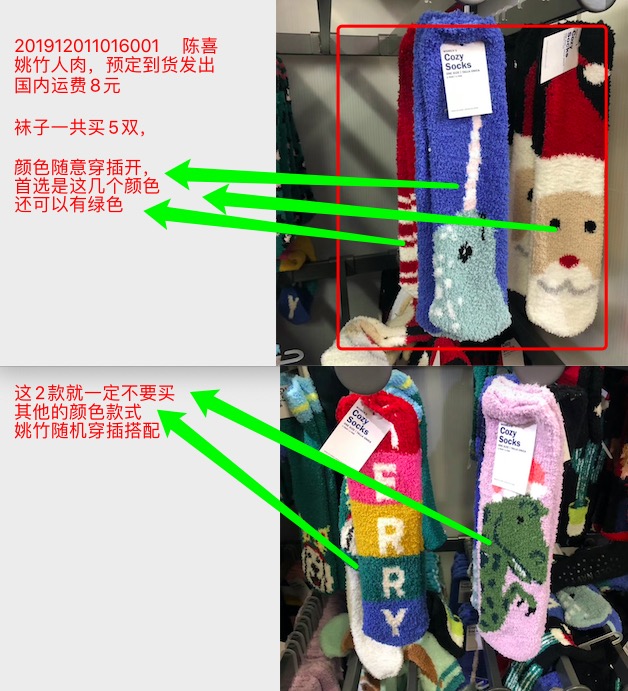 201912011016001 陈喜
姚竹人肉，预定到货发出
国内运费8元
袜子一共买5双，
颜色随意穿插开，
首选是这几个颜色
还可以有绿色
Cozy
Socks
Cozy
Socks
这2款就一定不要买
其他的颜色款式
姚竹随机穿插搭配
Cozy
Socks
Cozy
Socks
E
R
R
Y
Y